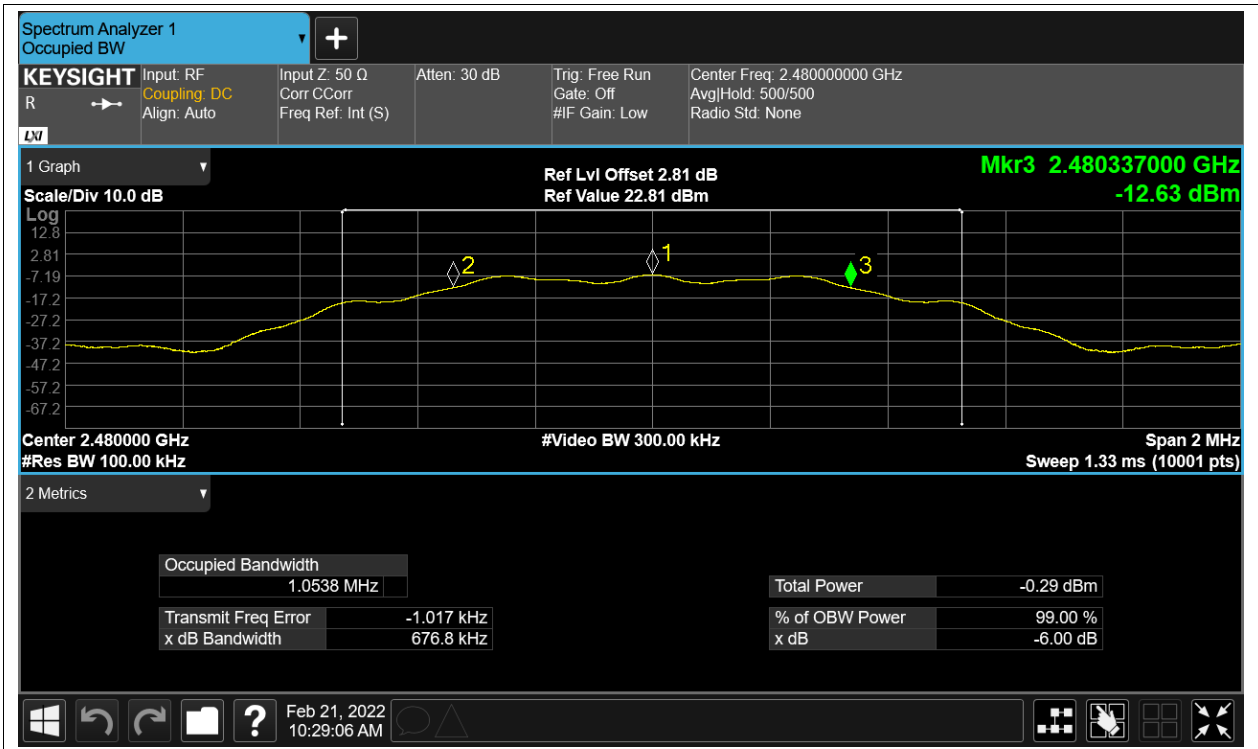 Spectrum Analyzer 1
Occupied BW
KEYSIGHT
R
LXI
Input: RF
Coupling: DC
Align: Auto
Input Z: 50 Ω
Corr CCorr
Freq Ref: Int (S)
Atten: 30 dB
Trig: Free Run
Gate: Off
#IF Gain: Low
Center Freq: 2.480000000 GHz
Avg|Hold: 500/500
Radio Std: None
1 Graph
Scale/Div 10.0 dB
Ref Lvl Offset 2.81 dB
Ref Value 22.81 dBm
Mkr3 2.480337000 GHz
-12.63 dBm
Log
12.8
2.81
-7.19
-17.2
-27.2
-37.2
-47.2
-57.2
-67.2
2
1
3
Center 2.480000 GHz
#Res BW 100.00 kHz
#Video BW 300.00 kHz
Span 2 MHz
Sweep 1.33 ms (10001 pts)
2 Metrics
Occupied Bandwidth
1.0538 MHz
Transmit Freq Error -1.017 kHz
x dB Bandwidth 676.8 kHz
Total Power -0.29 dBm
% of OBW Power 99.00 %
x dB -6.00 dB
?
Feb 21, 2022
10:29:06 AM